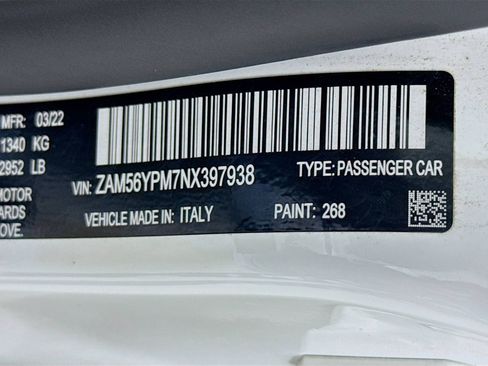 MFR: 03/22
1340 KG
2952 LB
VIN: ZAM56YPM7NX397938
TYPE: PASSENGER CAR
MOTOR
VEHICLE MADE IN: ITALY
PAINT: 268
OVE.